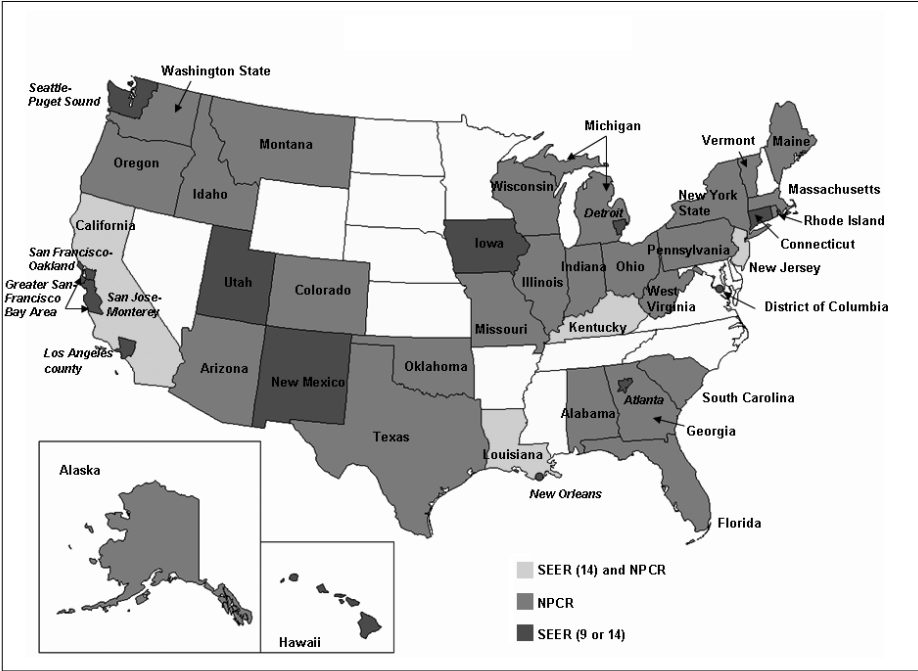 Washington State
Seattle-
Puget Sound
Montana
Oregon
Idaho
Michigan
Vermont
Maine
Wisconsin
Massachusetts
New York
State
Detroit
Rhode Island
Connecticut
California
Iowa
Pennsylvania
San Francisco-
Oakland
New Jersey
Greater San-
Francisco
Bay Area
San Jose-
Monterey
Utah
Colorado
Illinois
Indiana
Ohio
West
Virginia
District of Columbia
Missouri
Kentucky
Los Angeles
county
Arizona
New Mexico
Oklahoma
Atlanta
South Carolina
Alabama
Georgia
Texas
Louisiana
New Orleans
Florida
Alaska
Hawaii
SEER (14) and NPCR
NPCR
SEER (9 or 14)